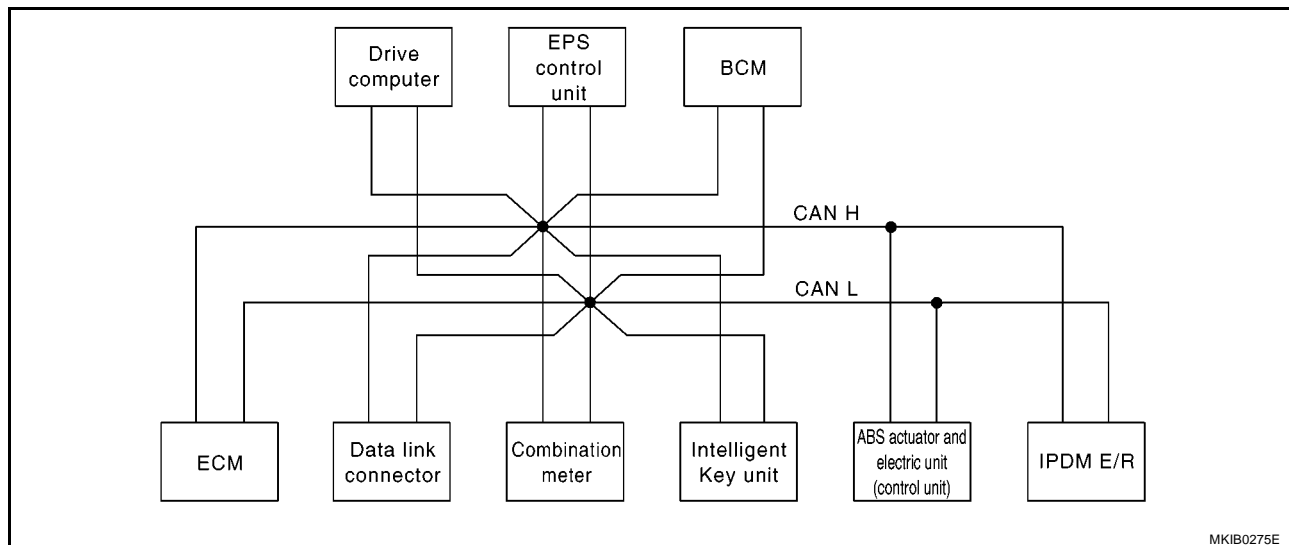 Drive
computer
EPS
control
unit
BCM
CAN H
CAN L
ECM
Data link
connector
Combination
meter
Intelligent
Key unit
ABS actuator and
electric unit
(control unit)
IPDM E/R
MKIB0275E